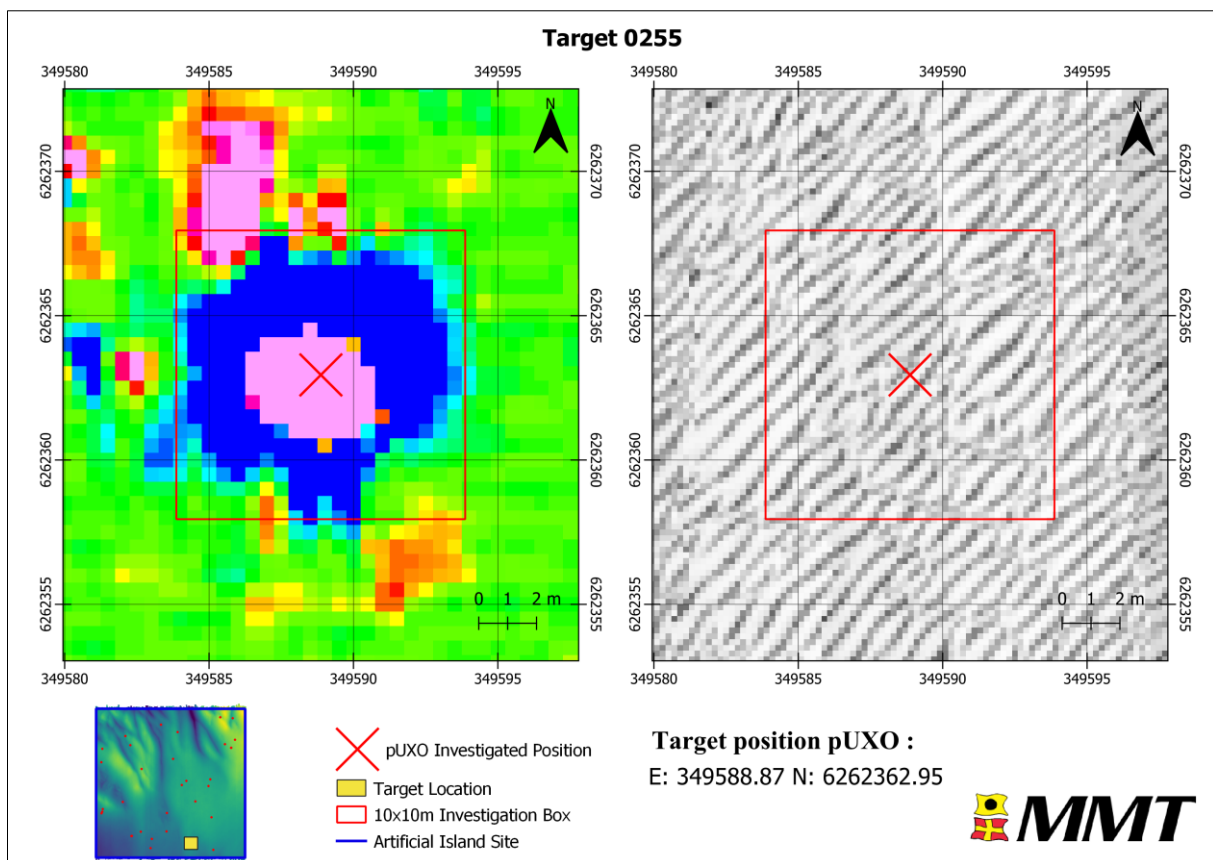 Target 0255
349580 349585 349590 349595 349580 349585 349590 349595
N N
6262370 6262370 6262370 6262370
6262365 6262365 6262365 6262365
6262360 6262360 6262360 6262360
6262355 6262355 6262355 6262355
0 1 2 m 0 1 2 m
349580 349585 349590 349595 349580 349585 349590 349595
pUXO Investigated Position
Target Location
10x10m Investigation Box
Artificial Island Site
Target position pUXO :
E: 349588.87 N: 6262362.95
MMT